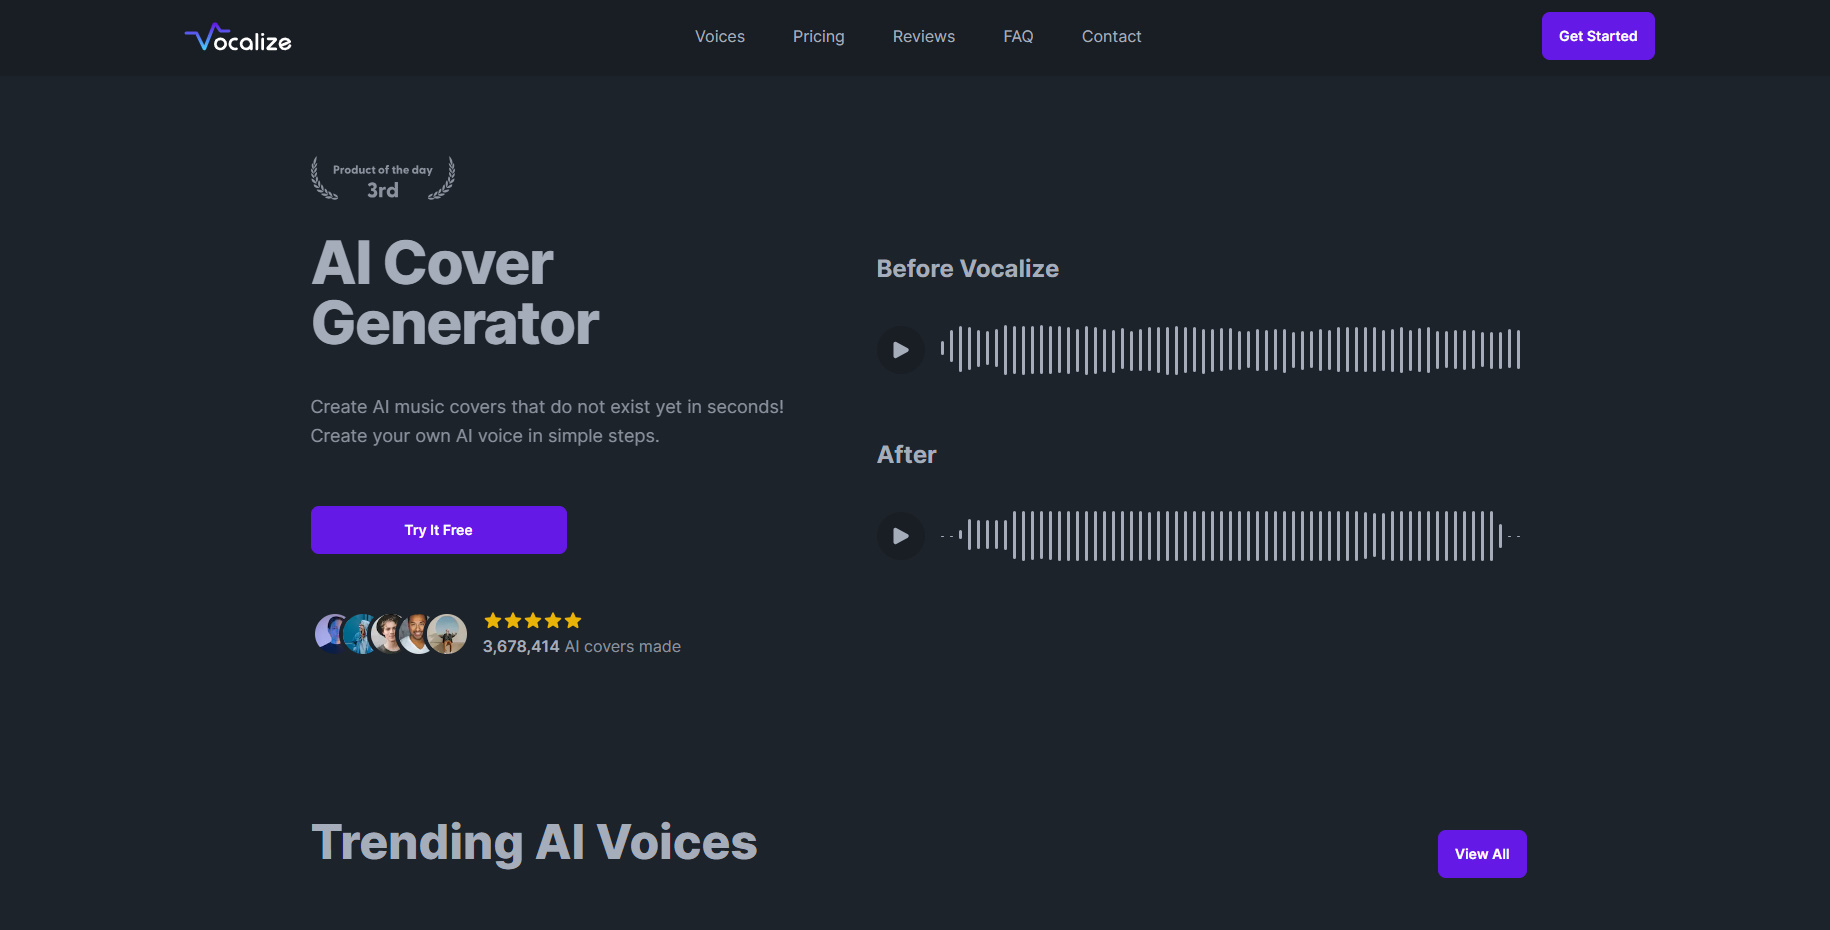 Vocalize
Voices
Pricing
Reviews
FAQ
Contact
Get Started
Product of the day
3rd
AI Cover
Generator
Create AI music covers that do not exist yet in seconds!
Create your own AI voice in simple steps.
Try It Free
3,678,414 AI covers made
Before Vocalize
After
Trending AI Voices
View All